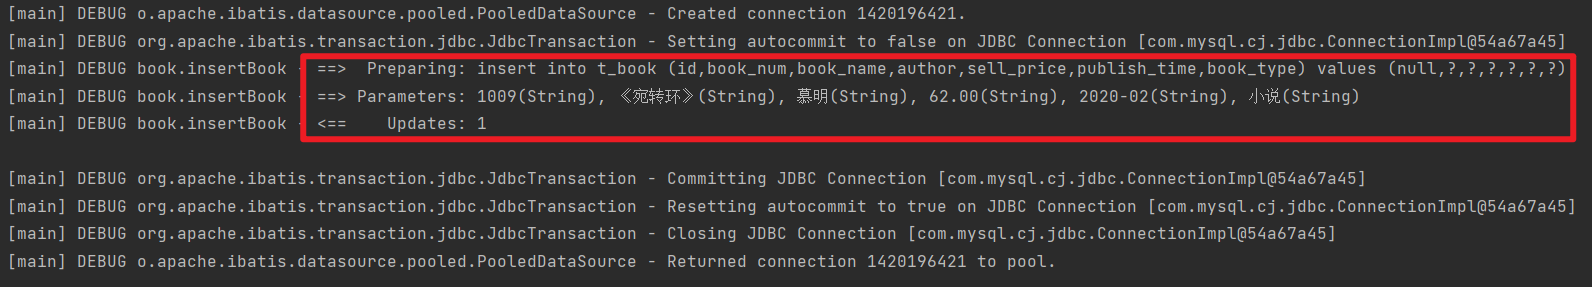 [main] DEBUG o.apache.ibatis.datasource.pooled.PooledDataSource - Created connection 1420196421.
[main] DEBUG org.apache.ibatis.transaction.jdbc.JdbcTransaction - Setting autocommit to false on JDBC Connection [com.mysql.cj.jdbc.ConnectionImpl@54a67a45]
[main] DEBUG book.insertBook - ==>  Preparing: insert into t_book (id,book_num,book_name,author,sell_price,publish_time,book_type) values (null,?,?,?,?,?,?)
[main] DEBUG book.insertBook - ==> Parameters: 1009(String), 《宛转环》(String), 慕明(String), 62.00(String), 2020-02(String), 小说(String)
[main] DEBUG book.insertBook - <==    Updates: 1
[main] DEBUG org.apache.ibatis.transaction.jdbc.JdbcTransaction - Committing JDBC Connection [com.mysql.cj.jdbc.ConnectionImpl@54a67a45]
[main] DEBUG org.apache.ibatis.transaction.jdbc.JdbcTransaction - Resetting autocommit to true on JDBC Connection [com.mysql.cj.jdbc.ConnectionImpl@54a67a45]
[main] DEBUG org.apache.ibatis.transaction.jdbc.JdbcTransaction - Closing JDBC Connection [com.mysql.cj.jdbc.ConnectionImpl@54a67a45]
[main] DEBUG o.apache.ibatis.datasource.pooled.PooledDataSource - Returned connection 1420196421 to pool.